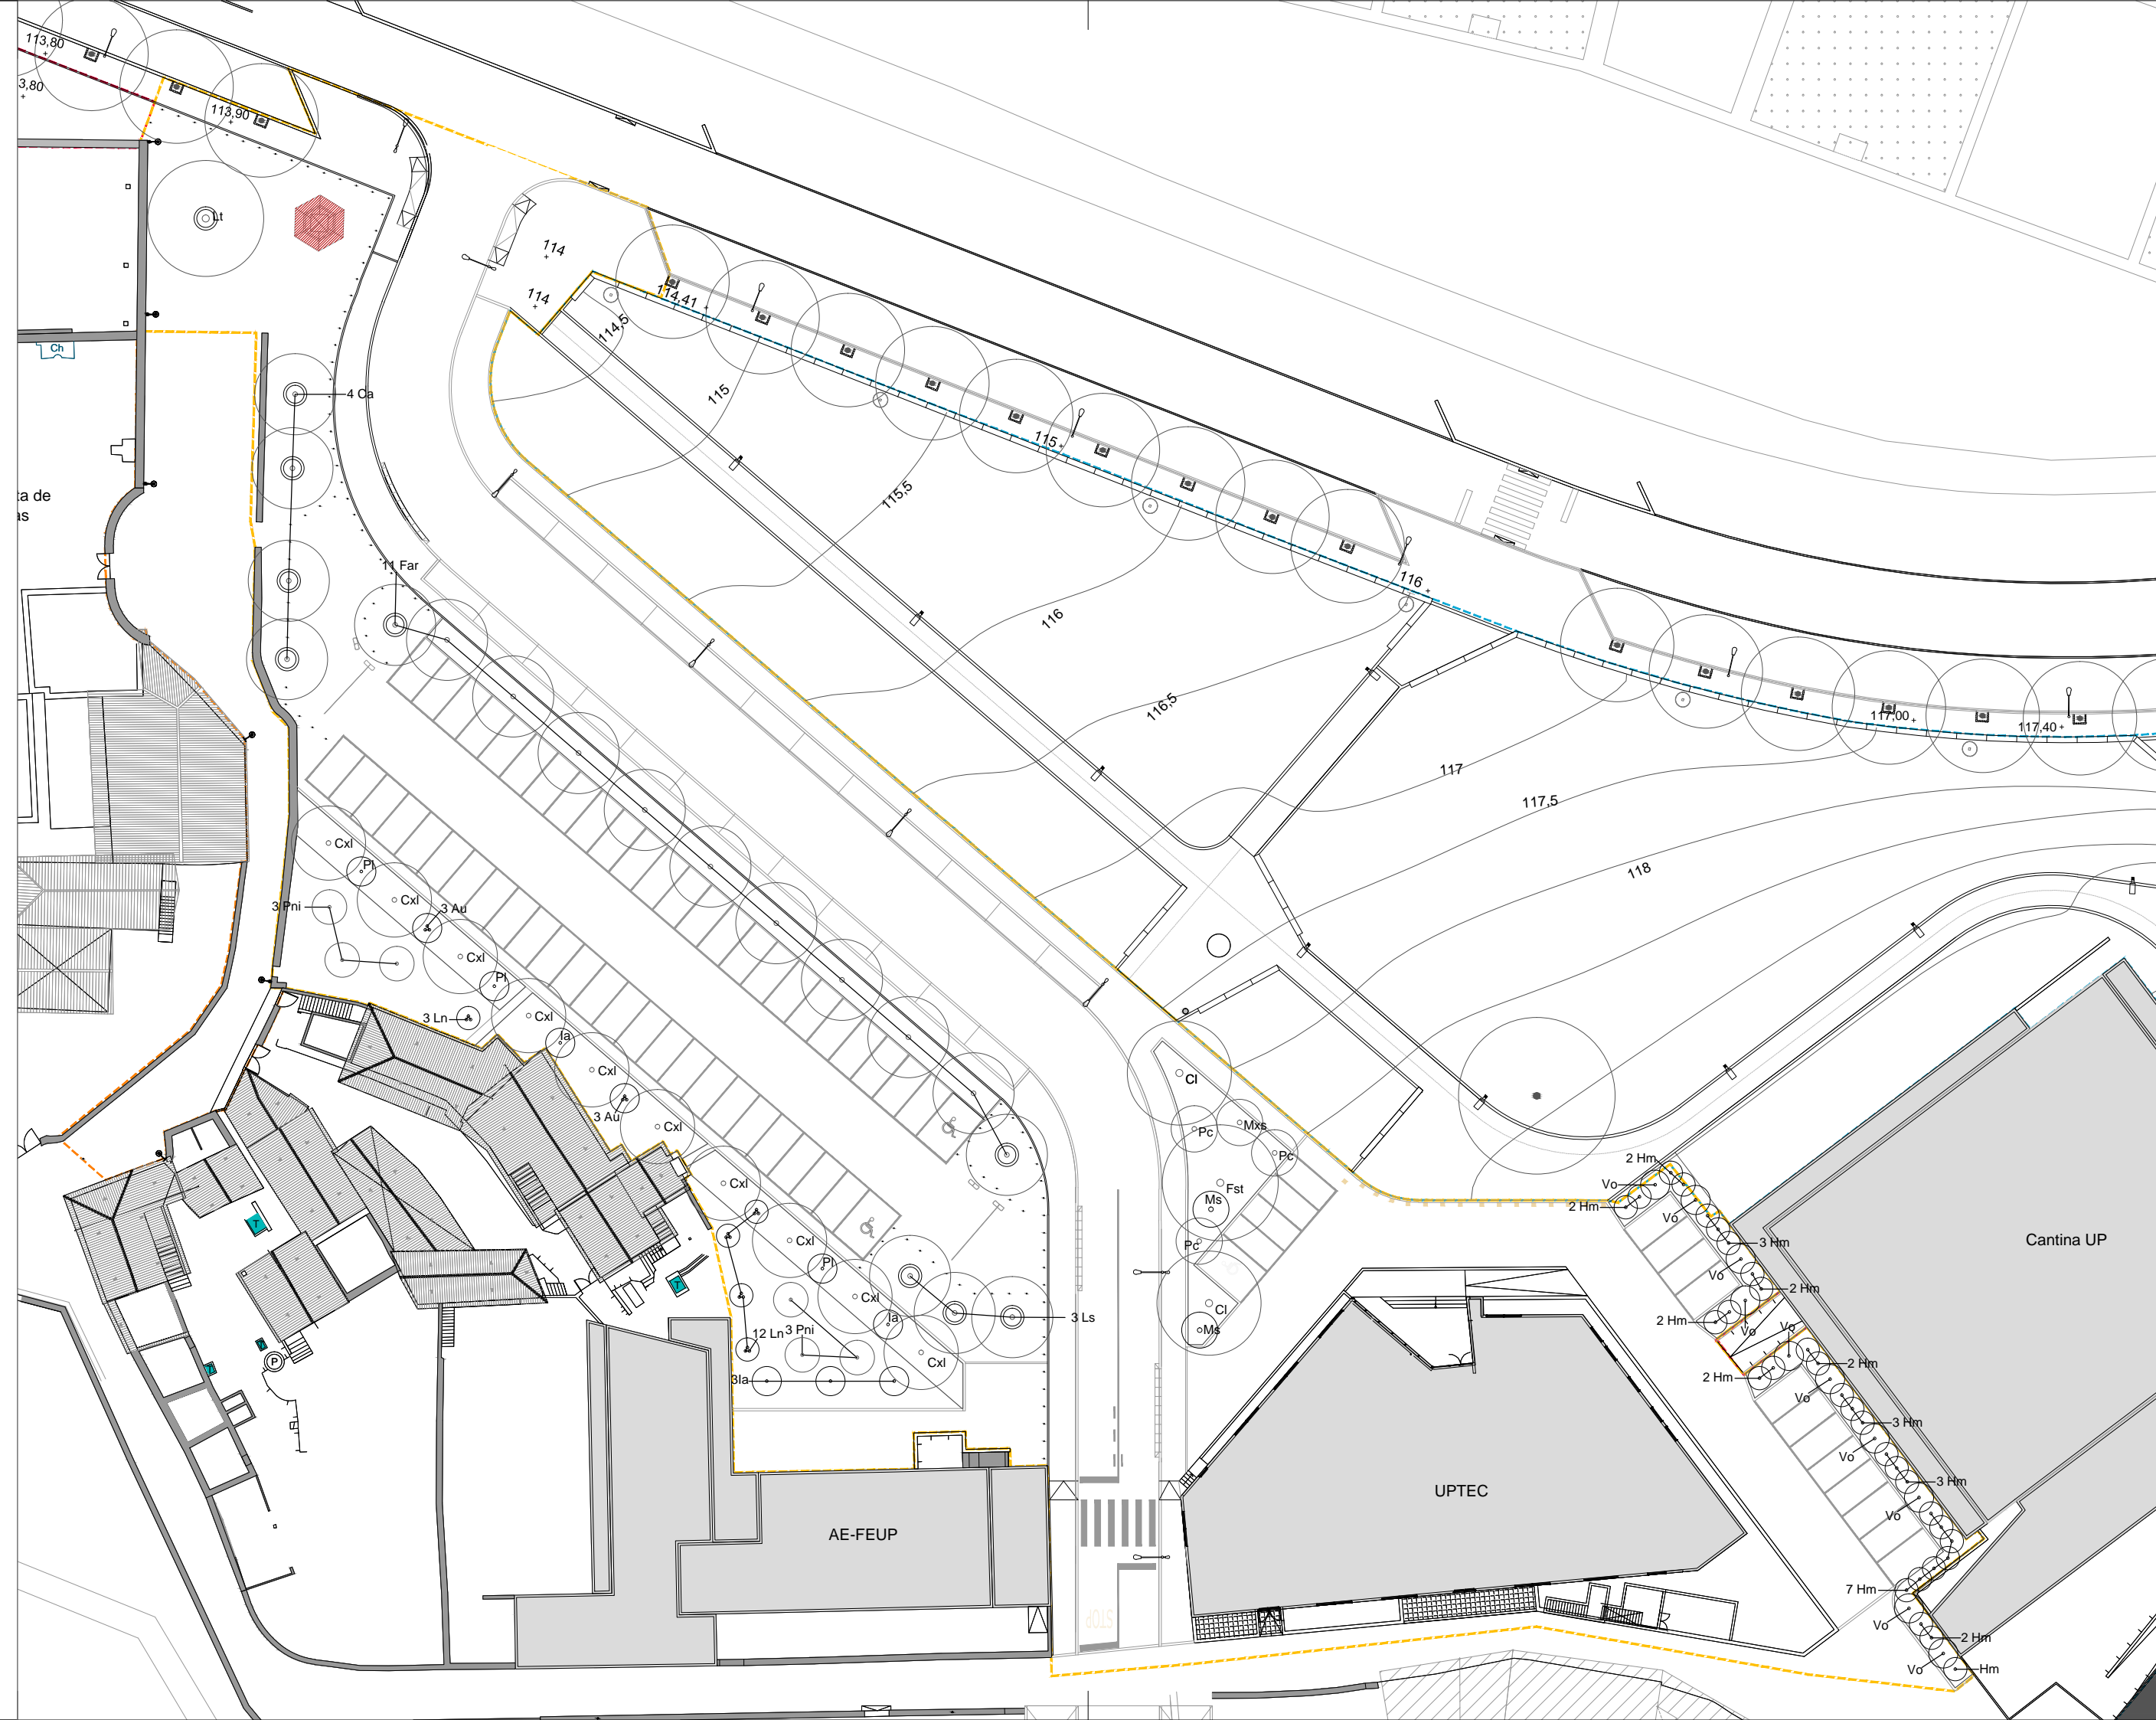 113,80
3,80
113,90
Lt
114
114
114,41
114,5
Ch
4 Ca
115
115
115,5
ta de
as
11 Far
116
116
116,5
117,00
117,40
117
117,5
118
Cxl
Pl
Cxl
3 Pni
3 Au
Cxl
Pl
3 Ln
Cxl
Ia
Cxl
3 Au
Cxl
Cl
Pc
Mxs
Pc
Fst
Ms
Pc
Cl
Ms
Cxl
Cxl
Pl
Cxl
Ia
Cxl
3 Ls
12 Ln
3 Pni
3Ia
T
T
P
2 Hm
Vo
2 Hm
Vo
3 Hm
Vo
2 Hm
2 Hm
Vo
Vo
2 Hm
2 Hm
Vo
3 Hm
Vo
3 Hm
Vo
7 Hm
Vo
2 Hm
Vo
Hm
Cantina UP
UPTEC
AE-FEUP
STOP